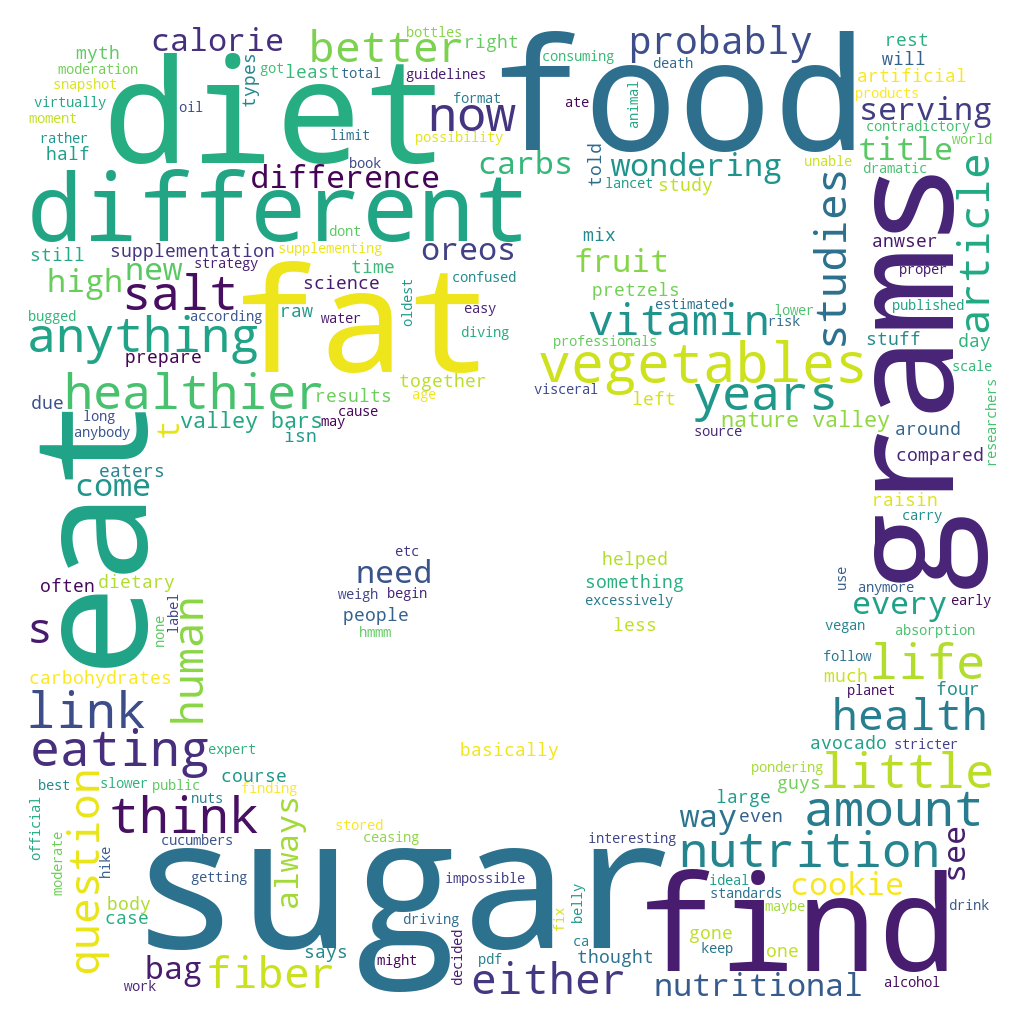 bottles
myth
calorie
better
right
probably
rest
moderation
types
got
least
total
guidelines
consuming
death
will
snapshot
diet
food
artificial
virtually
oil
now
format
ate
animal
products
serving
moment
rather
limit
possibility
contradictory
world
half
book
carbs
told
wondering
unable
title
difference
dramatic
lancet
study
different
article
studies
grams
dont
still
supplementation
supplementing
oreos
mix
anwser
high
new
strategy
science
time
confused
fruit
proper
salt
fat
oldest
pretzels
raw
estimated
lower
published
bugged
anything
according
water
easy
vitamin
risk
diving
stuff
day
prepare
professionals
vegetables
scale
healthier
results
together
visceral
left
years
researchers
due
age
long
cause
valley bars
t
may
nature valley
anybody
isn
source
around
eat
eaters
compared
come
raisin
carry
etc
helped
often
dietary
need
something
use
anymore
label
weigh
begin
excessively
every
early
s
none
people
human
hmmm
less
vegan
absorption
carbohydrates
follow
life
much
planet
four
link
health
eating
expert
basically
avocado
stricter
best
slower
public
course
pondering
guys
little
question
nuts
finding
large
official
think
always
stored
ceasing
way
even
amount
cucumbers
interesting
see
moderate
hike
sugar
nutrition
body
getting
impossible
find
ideal
cookie
standards
case
driving
fix
belly
maybe
drink
gone
says
ca
keep
one
bag
fiber
might
decided
pdf
thought
work
either
nutritional
alcohol